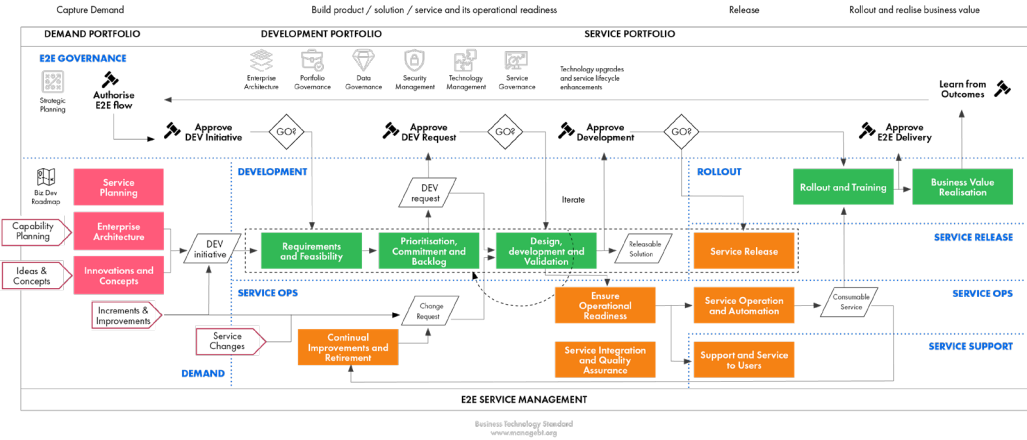 Capture Demand
Build product / solution / service and its operational readiness
Release
Rollout and realise business value
DEMAND PORTFOLIO
DEVELOPMENT PORTFOLIO
SERVICE PORTFOLIO
E2E GOVERNANCE
Strategic
Planning
Authorise
E2E flow
Enterprise
Architecture
Portfolio
Governance
Data
Governance
Security
Management
Technology
Management
Service
Governance
Technology upgrades
and service lifecycle
enhancements
Learn from
Outcomes
Approve
DEV Initiative
GO?
Approve
DEV Request
GO?
Approve
Development
GO?
Approve
E2E Delivery
DEVELOPMENT
ROLLOUT
Biz Dev
Roadmap
Service
Planning
DEV
request
Iterate
Rollout and Training
Business Value
Realisation
Capability
Planning
Enterprise
Architecture
DEV
initiative
Requirements
and Feasibility
Prioritisation,
Commitment and
Backlog
Design,
development and
Validation
Releasable
Solution
Service Release
SERVICE RELEASE
Ideas &
Concepts
Innovations and
Concepts
SERVICE OPS
SERVICE OPS
Increments &
Improvements
Change
Request
Ensure
Operational
Readiness
Service Operation
and Automation
Consumable
Service
Service
Changes
Continual
Improvements and
Retirement
Service Integration
and Quality
Assurance
Support and Service
to Users
SERVICE SUPPORT
DEMAND
E2E SERVICE MANAGEMENT
Business Technology Standard
www.managebt.org